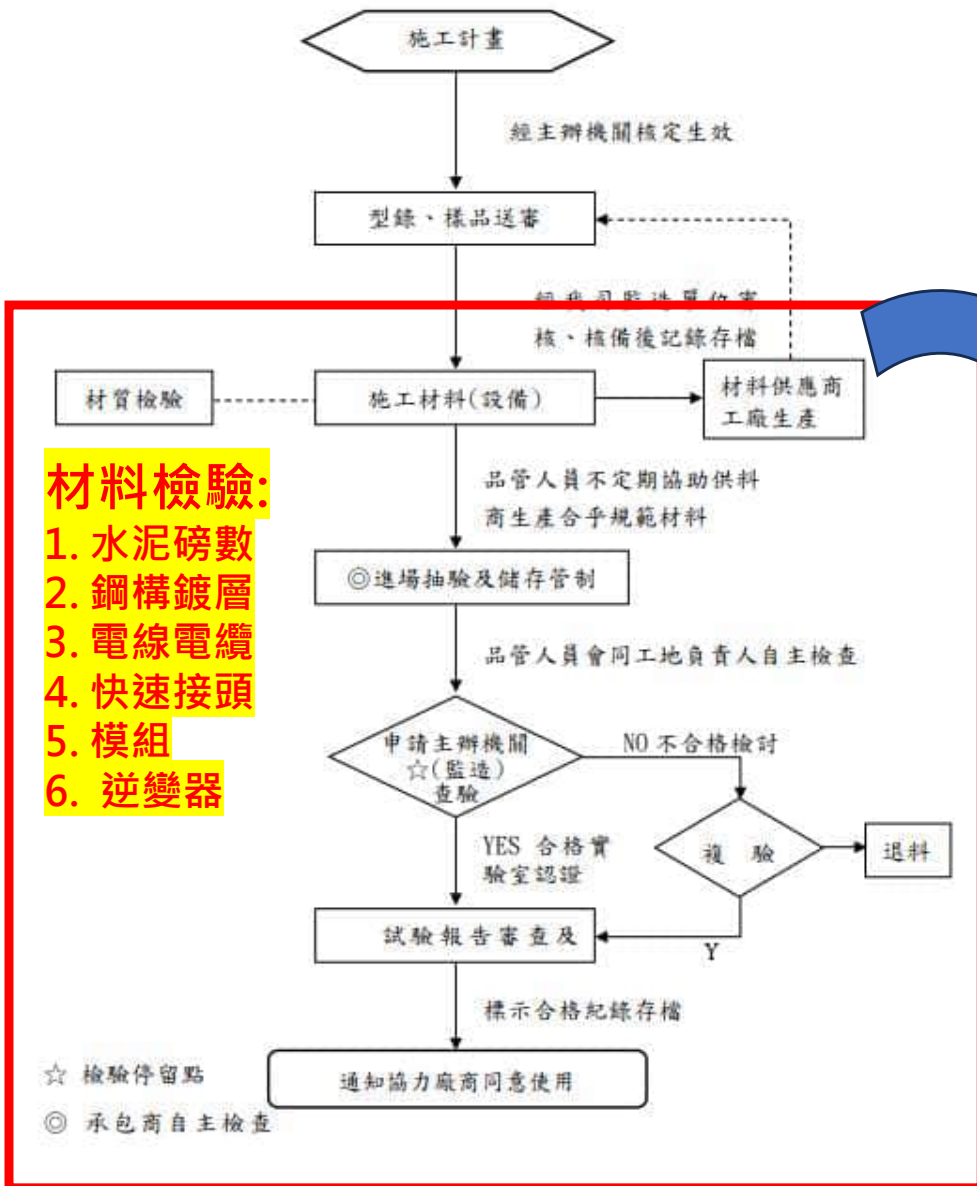 施工計畫
經主辦機關核定生效
型錄、樣品送審
經我司監造單位審
核、核備後記錄存檔
材質檢驗
施工材料(設備)
材料供應商
工廠生產
材料檢驗:
1. 水泥磅數
2. 鋼構鍍層
3. 電線電纜
4. 快速接頭
5. 模組
6. 逆變器
品管人員不定期協助供料
商生產合乎規範材料
◎進場抽驗及儲存管制
品管人員會同工地負責人自主檢查
申請主辦機關
☆(監造)
查驗
NO 不合格檢討
YES 合格實
驗室認證
複 驗
退料
試驗報告審查及
Y
標示合格紀錄存檔
通知協力廠商同意使用
☆ 檢驗停留點
◎ 承包商自主檢查